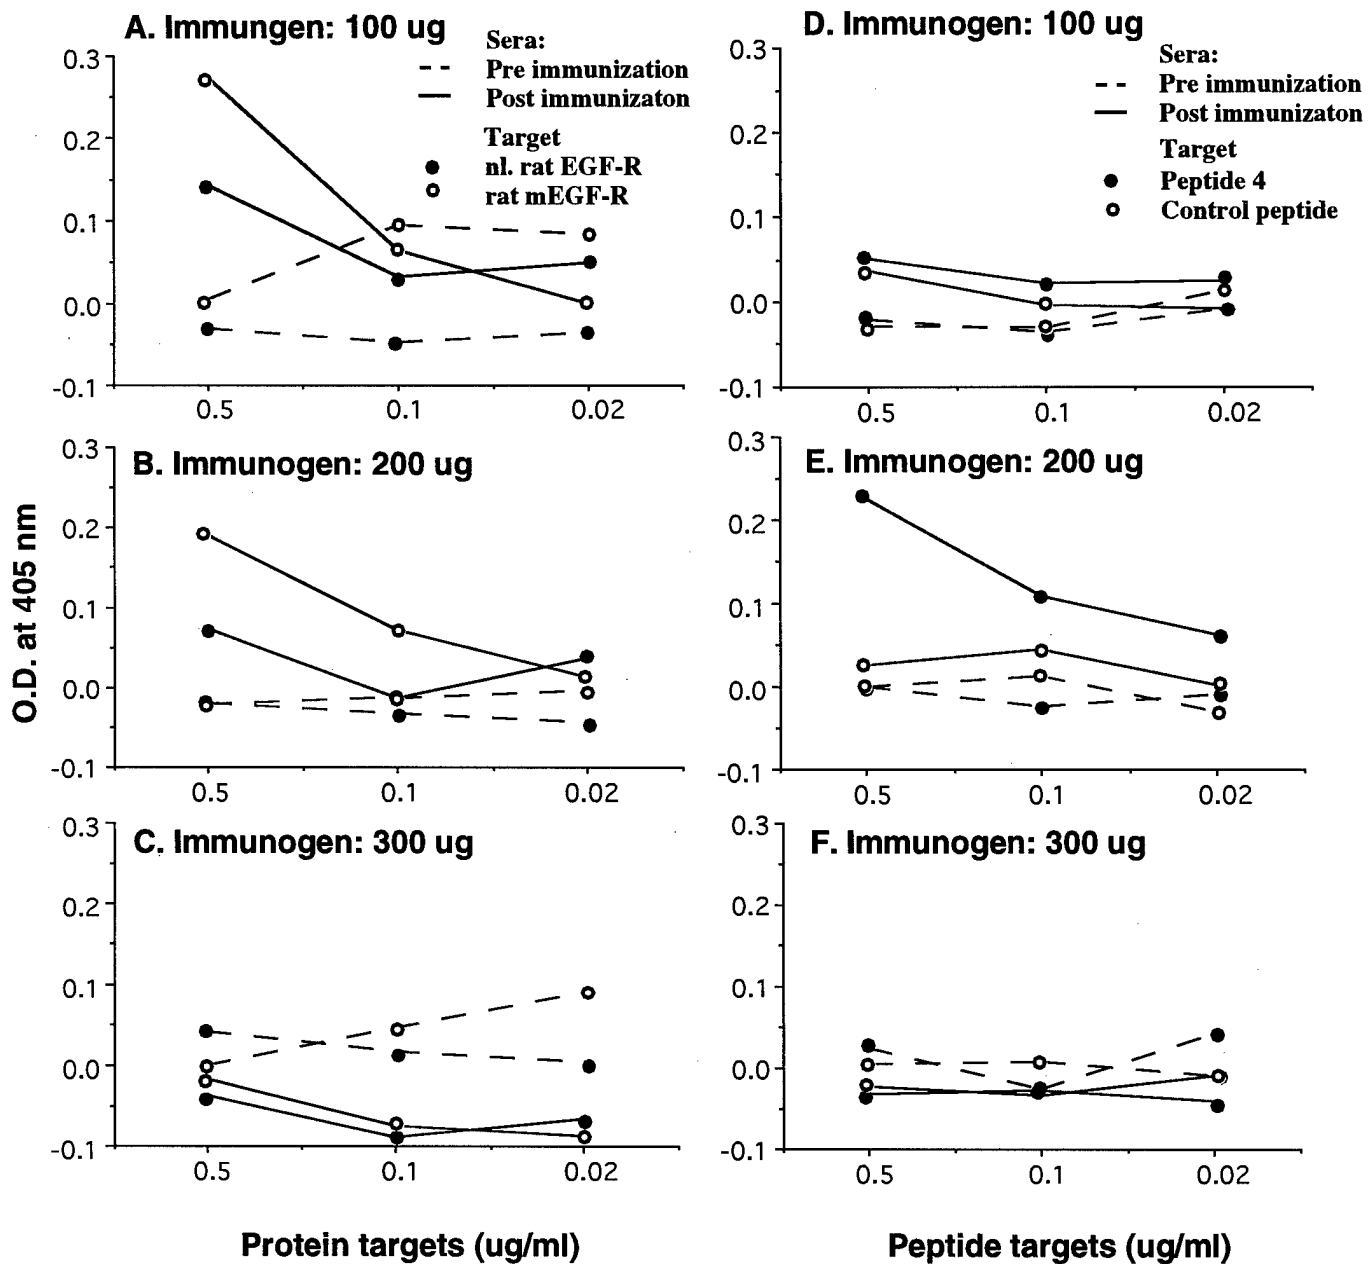 A. Immungen: 100 ug
Sera:
Pre immunization
Post immunizaton
Target
nl. rat EGF-R
rat mEGF-R
0.3
0.2
0.1
0.0
-0.1
0.5 0.1 0.02
D. Immunogen: 100 ug
Sera:
Pre immunization
Post immunizaton
Target
Peptide 4
Control peptide
0.3
0.2
0.1
0.0
-0.1
0.5 0.1 0.02
B. Immunogen: 200 ug
0.3
0.2
0.1
0.0
-0.1
0.5 0.1 0.02
E. Immunogen: 200 ug
0.3
0.2
0.1
0.0
-0.1
0.5 0.1 0.02
O.D. at 405 nm
C. Immunogen: 300 ug
0.3
0.2
0.1
0.0
-0.1
0.5 0.1 0.02
F. Immunogen: 300 ug
0.3
0.2
0.1
0.0
-0.1
0.5 0.1 0.02
Protein targets (ug/ml)
Peptide targets (ug/ml)